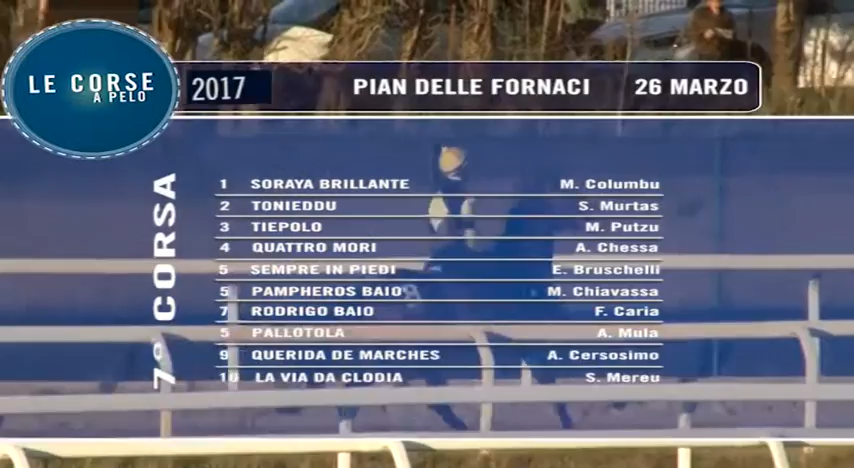 LE CORSE
A PELO
2017 PIAN DELLE FORNACI 26 MARZO
7° CORSA
1 SORAYA BRILLANTE M. Columbu
2 TONIEDDU S. Murtas
3 TIEPOLO M. Putzu
4 QUATTRO MORI A. Chessa
5 SEMPRE IN PIEDI E. Bruschelli
5 PAMPHEROS BAIO M. Chiavassa
7 RODRIGO BAIO F. Caria
5 PALLOTOLA A. Mula
9 QUERIDA DE MARCHES A. Cersosimo
10 LA VIA DA CLODIA S. Mereu